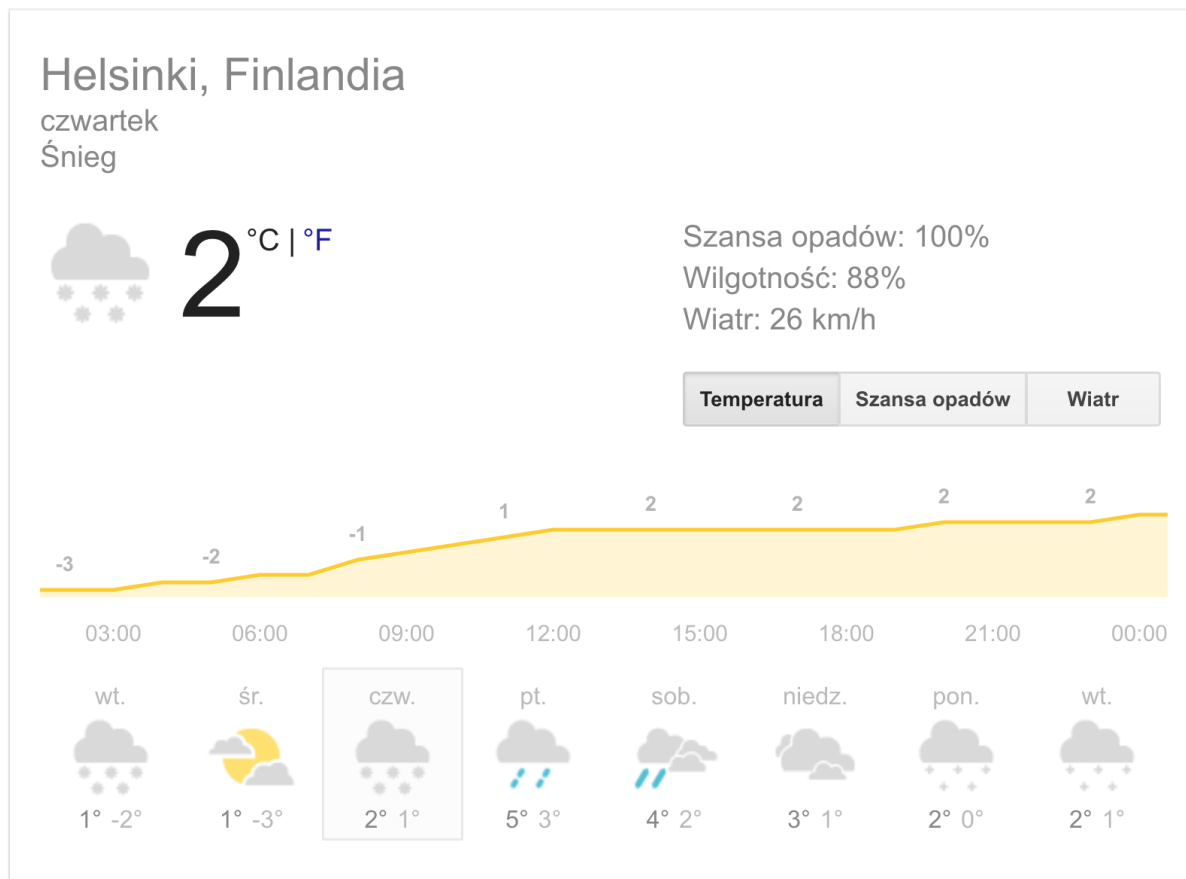 Helsinki, Finlandia
czwartek
Śnieg
2 °C | °F
Szansa opadów: 100%
Wilgotność: 88%
Wiatr: 26 km/h
Temperatura Szansa opadów Wiatr
-3 -2 -1 1 2 2 2 2
03:00 06:00 09:00 12:00 15:00 18:00 21:00 00:00
wt. śr. czw. pt. sob. niedz. pon. wt.
1° -2° 1° -3° 2° 1° 5° 3° 4° 2° 3° 1° 2° 0° 2° 1°